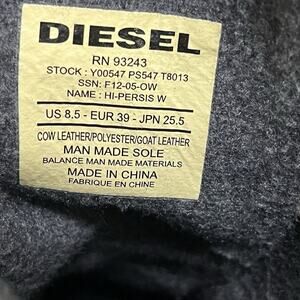 DIESEL
RN 93243
STOCK : Y00547 PS547 T8013
SSN: F12-05-OW
NAME : HI-PERSIS W
US 8.5 - EUR 39 - JPN 25.5
COW LEATHER/POLYESTER/GOAT LEATHER
MAN MADE SOLE
BALANCE MAN MADE MATERIALS
MADE IN CHINA
FABRIQUE EN CHINE